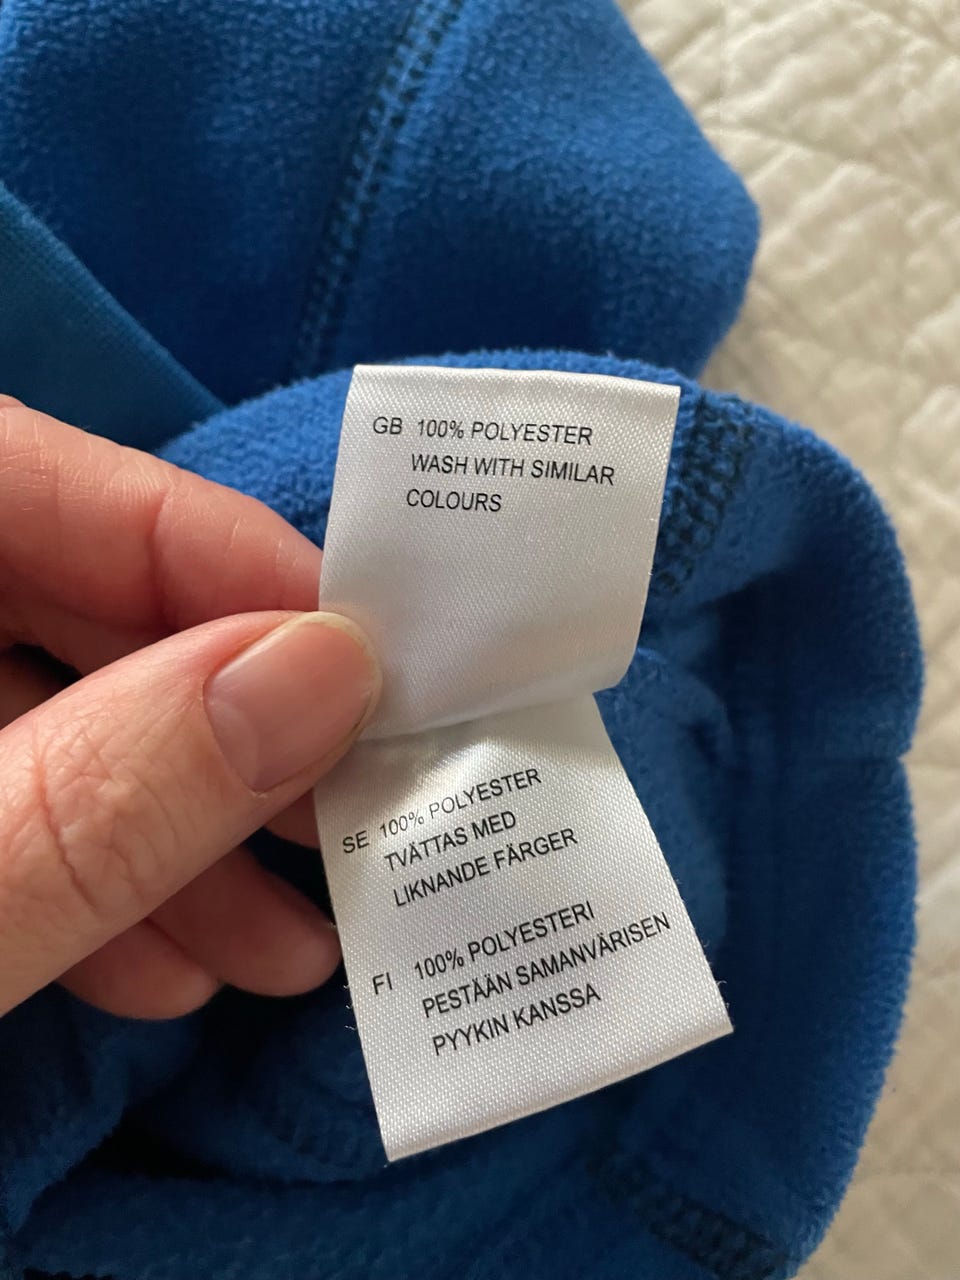 GB 100% POLYESTER
WASH WITH SIMILAR
COLOURS
SE 100% POLYESTER
TVÄTTAS MED
LIKNANDE FÄRGER
FI 100% POLYESTERI
PESTÄÄN SAMANVÄRISEN
PYYKIN KANSSA